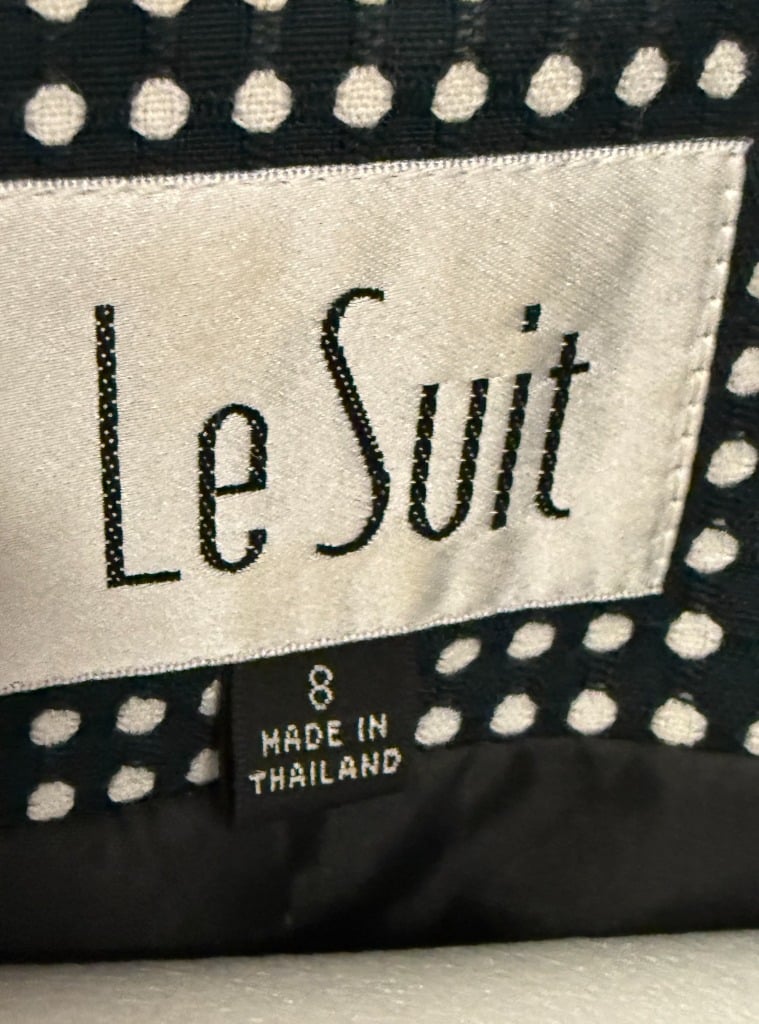 Le Suit
8
MADE IN
THAILAND